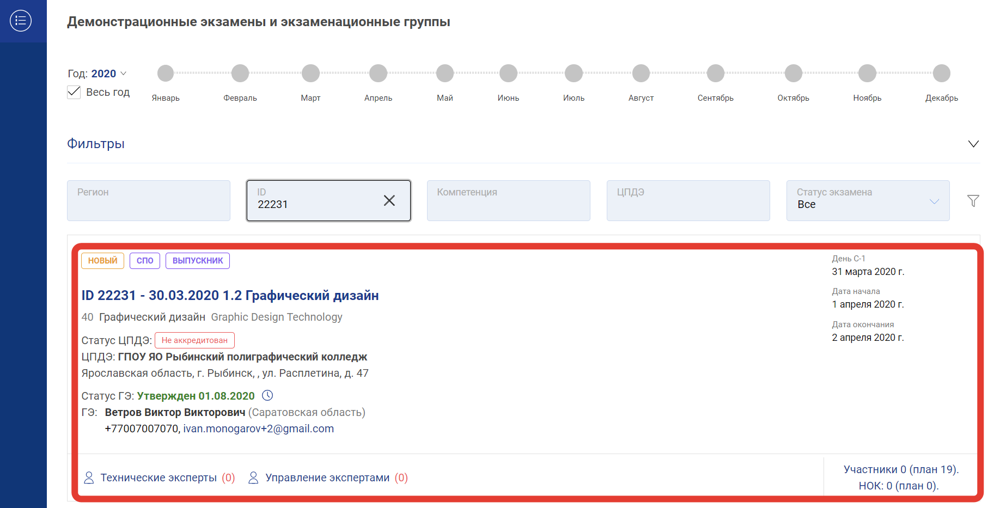 Демонстрационные экзамены и экзаменационные группы
Год: 2020
Весь год
Январь Февраль Март Апрель Май Июнь Июль Август Сентябрь Октябрь Ноябрь Декабрь
Фильтры
Регион
ID
22231
Компетенция
ЦПДЭ
Статус экзамена
Все
НОВЫЙ СПО ВЫПУСКНИК
День С-1
31 марта 2020 г.
Дата начала
1 апреля 2020 г.
Дата окончания
2 апреля 2020 г.
ID 22231 - 30.03.2020 1.2 Графический дизайн
40 Графический дизайн Graphic Design Technology
Статус ЦПДЭ: Не аккредитован
ЦПДЭ: ГПОУ ЯО Рыбинский полиграфический колледж
Ярославская область, г. Рыбинск, , ул. Расплетина, д. 47
Статус ГЭ: Утвержден 01.08.2020
ГЭ: Ветров Виктор Викторович (Саратовская область)
+77007007070, ivan.monogarov+2@gmail.com
Технические эксперты (0) Управление экспертами (0)
Участники 0 (план 19).
НОК: 0 (план 0).